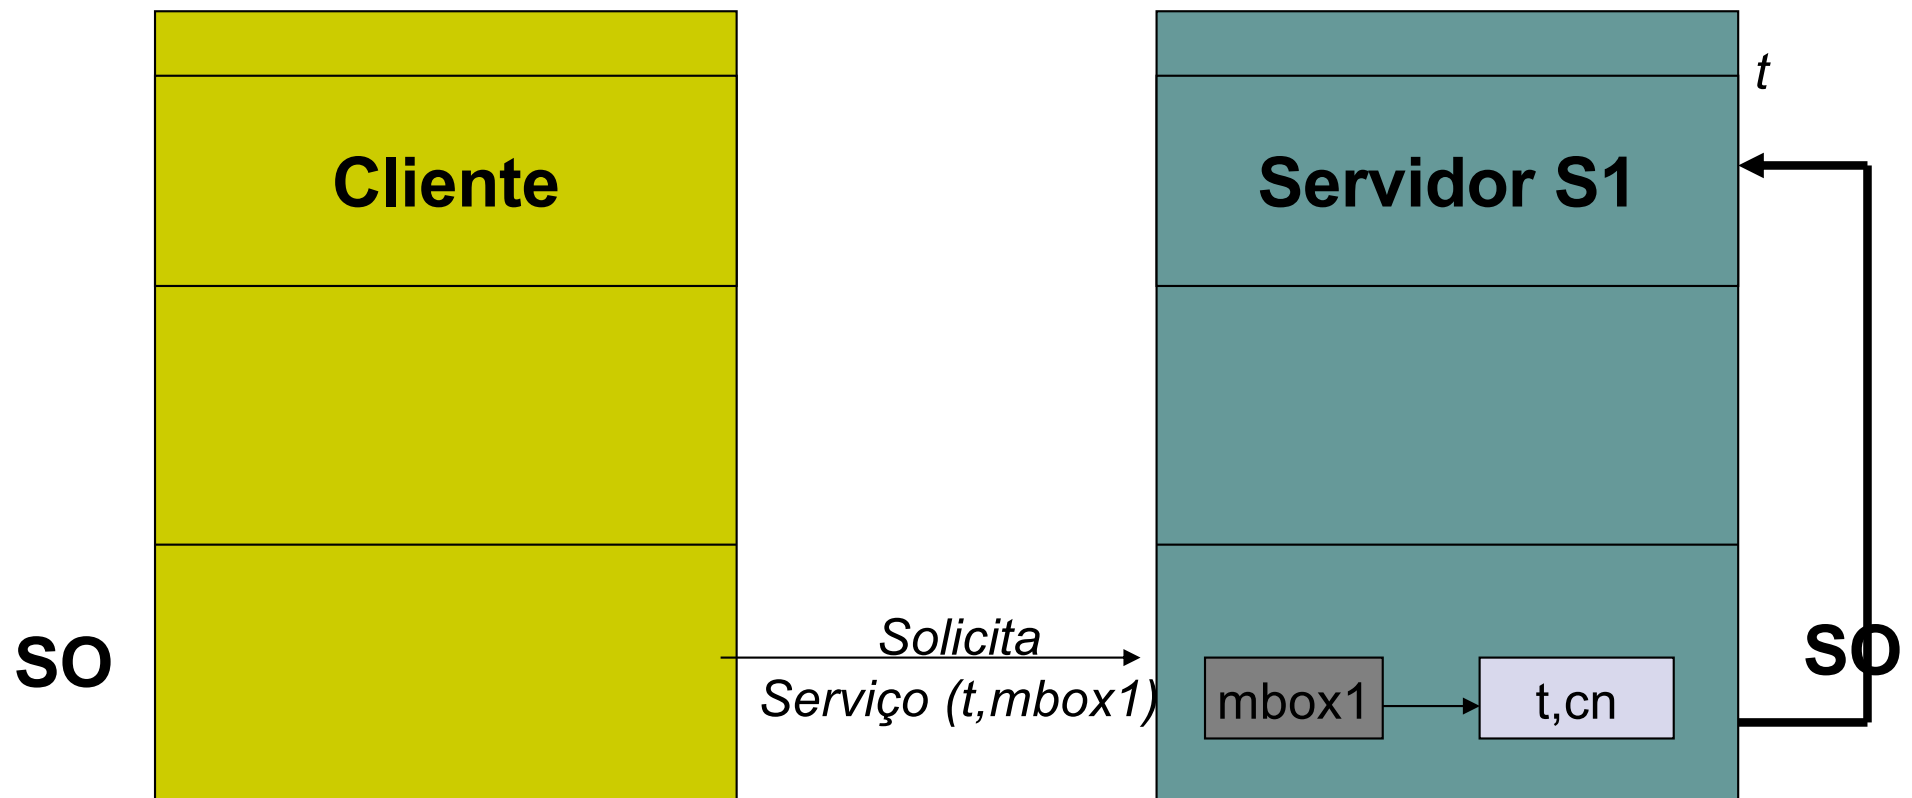 t
Cliente
Servidor S1
SO
Solicita
Serviço (t,mbox1)
mbox1
t,cn
SO